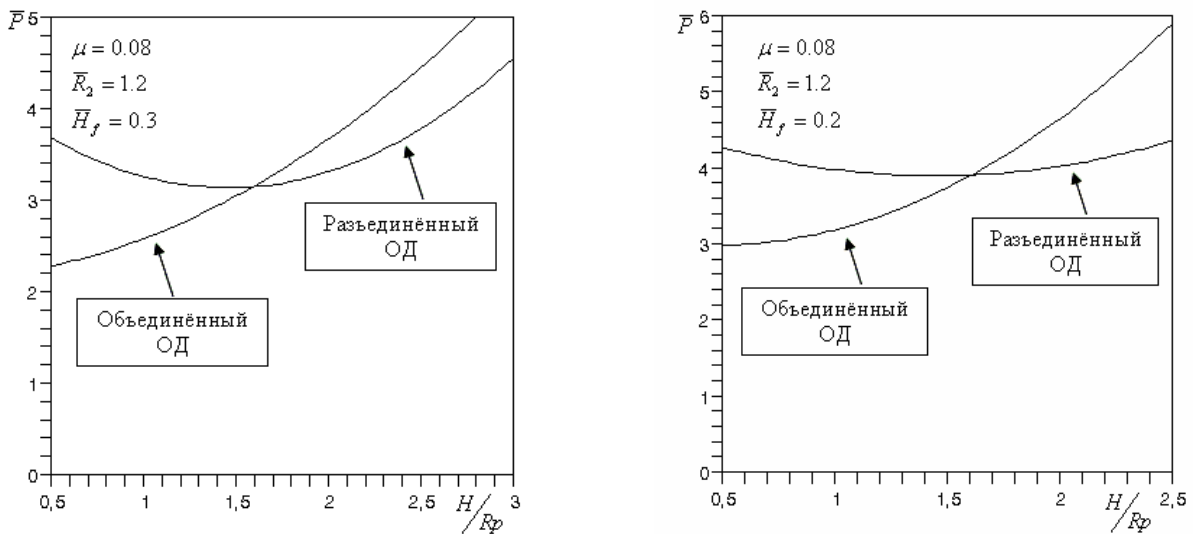 P̅ 5
μ = 0.08
R̅₂ = 1.2
H̅f = 0.3
4
3
2
1
0
Разъединённый
ОД
Объединённый
ОД
0,5 1 1,5 2 2,5 3
H/Rp
P̅ 6
μ = 0.08
R̅₂ = 1.2
H̅f = 0.2
5
4
3
2
1
0
Разъединённый
ОД
Объединённый
ОД
0,5 1 1,5 2 2,5
H/Rp